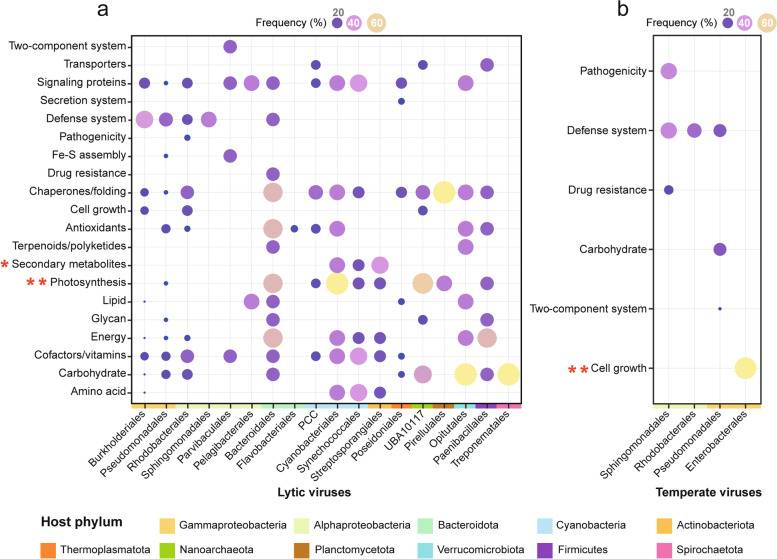 a
Frequency (%) 20 40 60
b
Frequency (%) 20 40 60
Two-component system
Transporters
Signaling proteins
Secretion system
Defense system
Pathogenicity
Fe-S assembly
Drug resistance
Chaperones/folding
Cell growth
Antioxidants
Terpenoids/polyketides
* Secondary metabolites
** Photosynthesis
Lipid
Glycan
Energy
Cofactors/vitamins
Carbohydrate
Amino acid
Burkholderiales
Pseudomonadales
Rhodobacterales
Sphingomonadales
Parvibaculales
Pelagibacterales
Bacteroidales
Flavobacteriales
PCC
Cyanobacteriales
Synechococcales
Streptosporangiales
Poseidoniales
UBA10117
Pirellulales
Opitutales
Paenibacillales
Treponematales
Lytic viruses
Pathogenicity
Defense system
Drug resistance
Carbohydrate
Two-component system
** Cell growth
Sphingomonadales
Rhodobacterales
Pseudomonadales
Enterobacterales
Temperate viruses
Host phylum
Gammaproteobacteria
Alphaproteobacteria
Bacteroidota
Cyanobacteria
Actinobacteriota
Thermoplasmatota
Nanoarchaeota
Planctomycetota
Verrucomicrobiota
Firmicutes
Spirochaetota